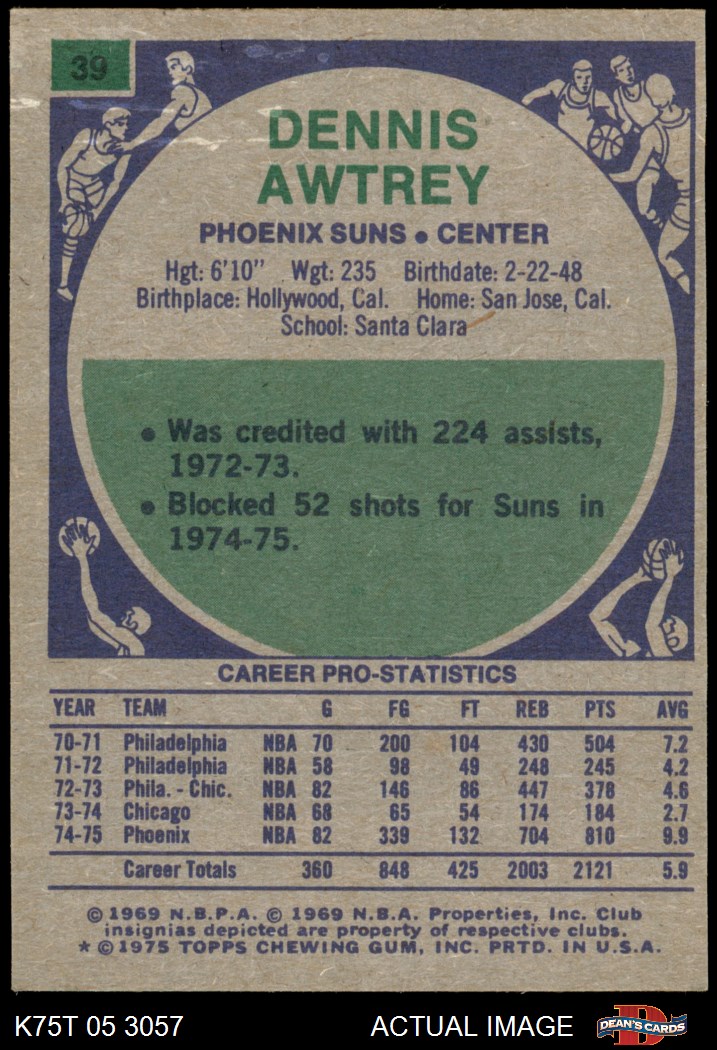 39
DENNIS
AWTREY
PHOENIX SUNS • CENTER
Hgt: 6'10" Wgt: 235 Birthdate: 2-22-48
Birthplace: Hollywood, Cal. Home: San Jose, Cal.
School: Santa Clara
• Was credited with 224 assists,
1972-73.
• Blocked 52 shots for Suns in
1974-75.
CAREER PRO-STATISTICS
YEAR TEAM G FG FT REB PTS AVG
70-71 Philadelphia NBA 70 200 104 430 504 7.2
71-72 Philadelphia NBA 58 98 49 248 245 4.2
72-73 Phila. - Chic. NBA 82 146 86 447 378 4.6
73-74 Chicago NBA 68 65 54 174 184 2.7
74-75 Phoenix NBA 82 339 132 704 810 9.9
Career Totals 360 848 425 2003 2121 5.9
© 1969 N.B.P.A. © 1969 N.B.A. Properties, Inc. Club
insignias depicted are property of respective clubs.
* © 1975 TOPPS CHEWING GUM, INC. PRTD. IN U.S.A.
K75T 05 3057 ACTUAL IMAGE D DEAN'S CARDS